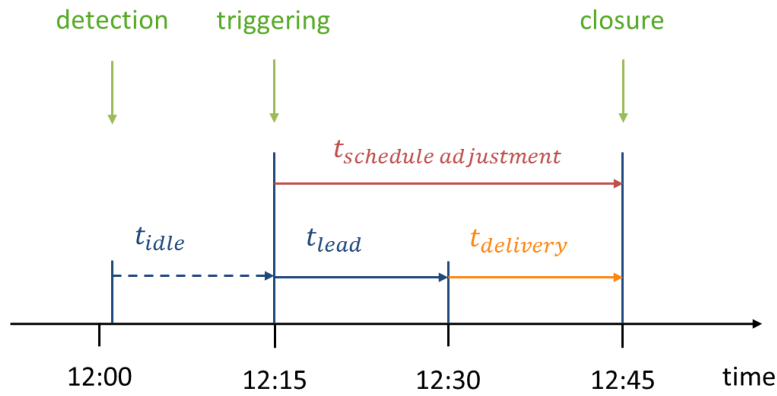 detection triggering closure
t_schedule adjustment
t_idle t_lead t_delivery
12:00 12:15 12:30 12:45 time